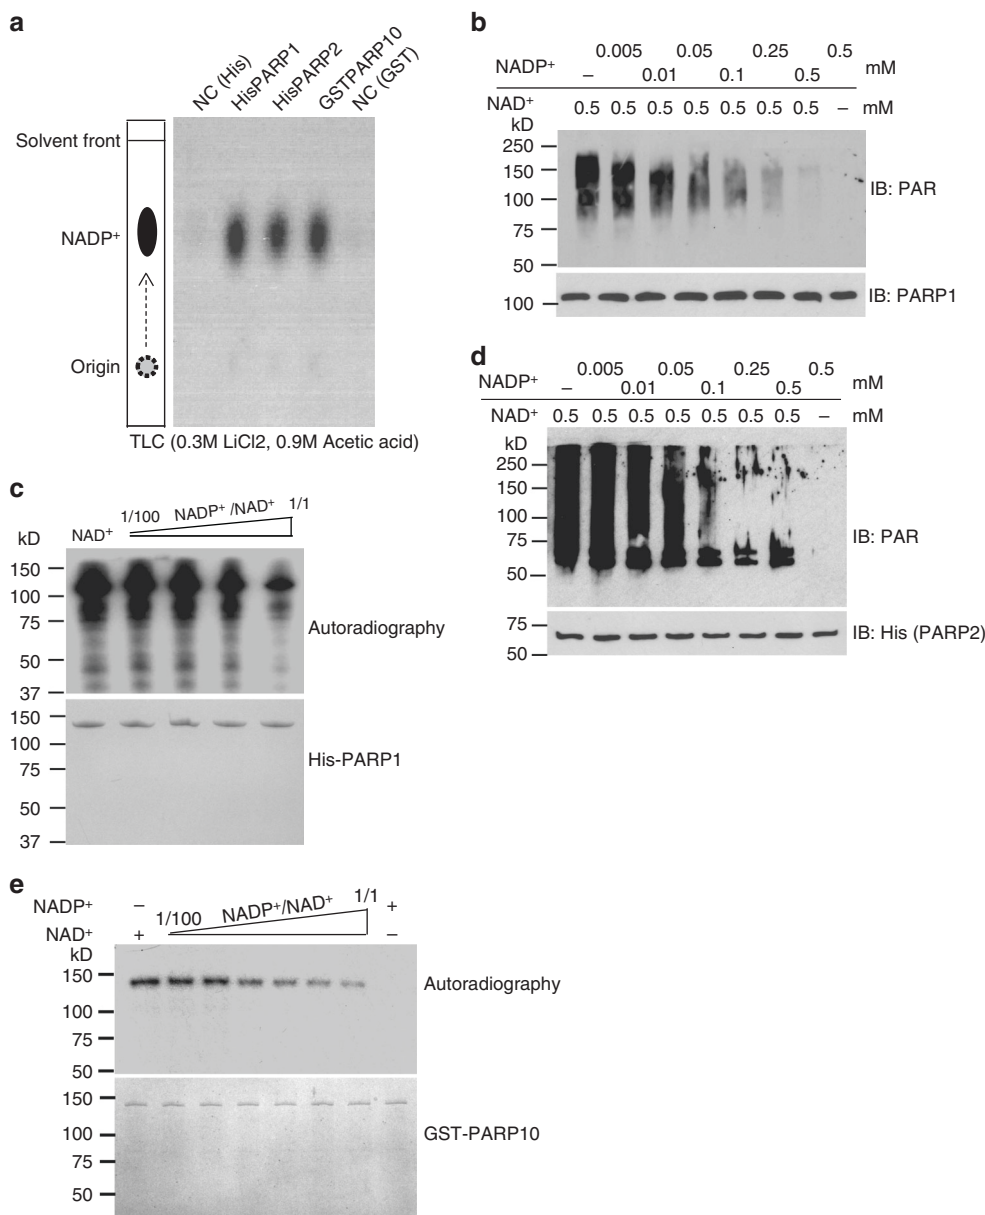 a
NC (His)
HisPARP1
HisPARP2
GSTPARP10
NC (GST)
Solvent front
NADP+
Origin
TLC (0.3M LiCl2, 0.9M Acetic acid)
b
0.005 0.05 0.25 0.5
NADP+ – 0.01 0.1 0.5 mM
NAD+ 0.5 0.5 0.5 0.5 0.5 0.5 0.5 – mM
kD
250
150
100
75
50
IB: PAR
100
IB: PARP1
c
NAD+ 1/100 NADP+/NAD+ 1/1
kD
150
100
75
50
37
Autoradiography
150
100
75
50
37
His-PARP1
d
0.005 0.05 0.25 0.5
NADP+ – 0.01 0.1 0.5 mM
NAD+ 0.5 0.5 0.5 0.5 0.5 0.5 0.5 – mM
kD
250
150
100
75
50
IB: PAR
75
50
IB: His (PARP2)
e
NADP+ – 1/100 NADP+/NAD+ 1/1 +
NAD+ + –
kD
150
100
75
50
Autoradiography
150
100
75
50
GST-PARP10